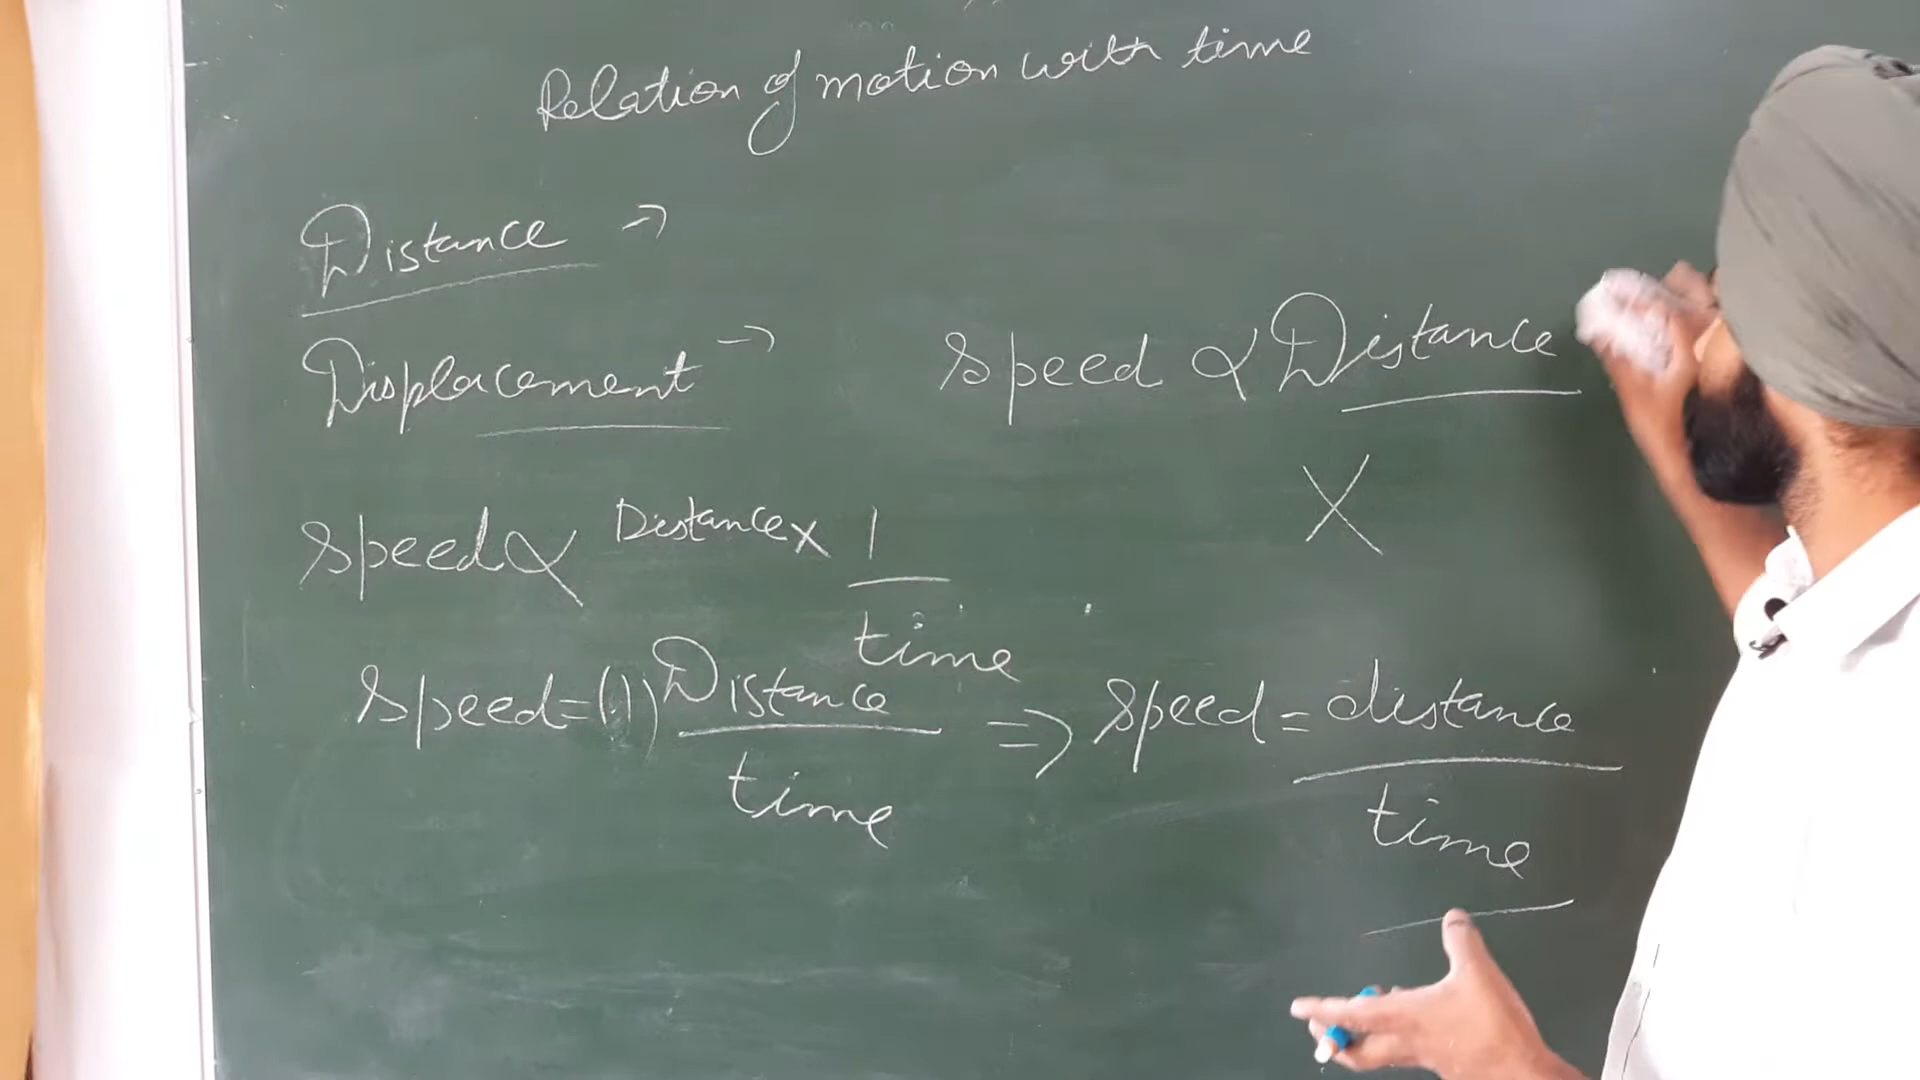 Relation of motion with time
Distance →
Displacement →
Speed ∝ Distance
X
Speed ∝ Distance x 1
time
Speed = (1) Distance
time
⇒ Speed = distance
time